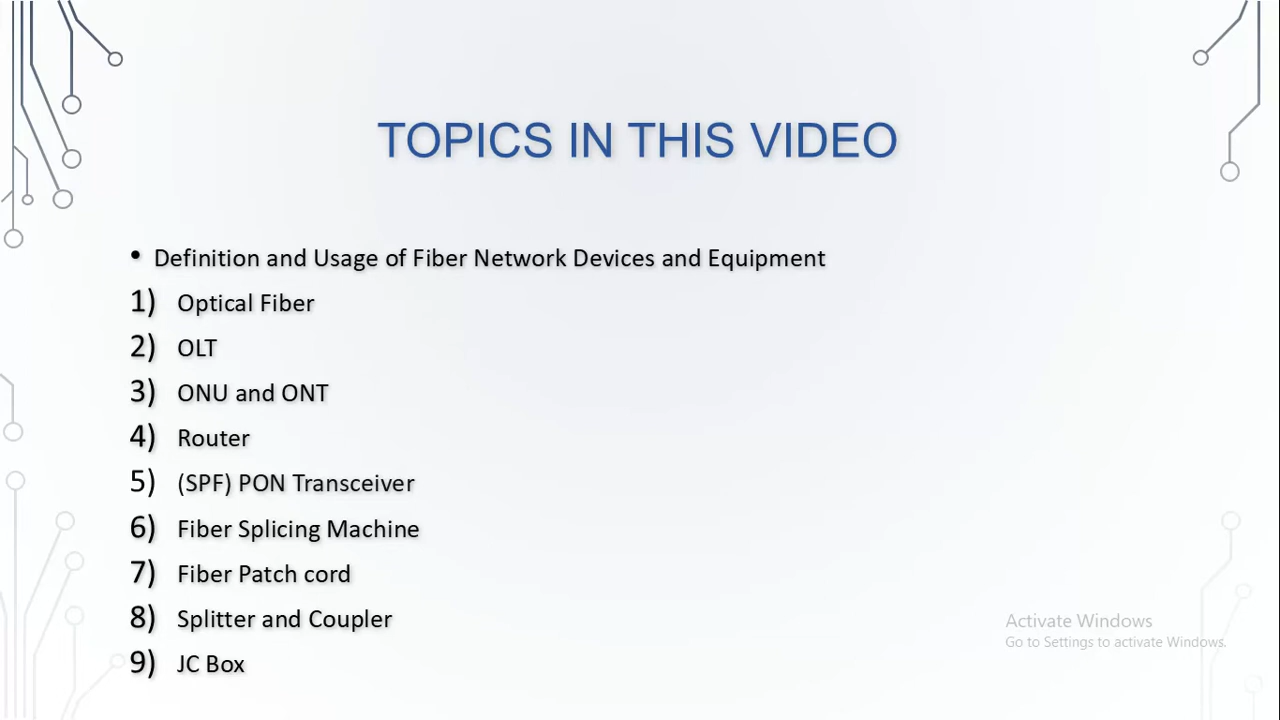 TOPICS IN THIS VIDEO
• Definition and Usage of Fiber Network Devices and Equipment
1) Optical Fiber
2) OLT
3) ONU and ONT
4) Router
5) (SPF) PON Transceiver
6) Fiber Splicing Machine
7) Fiber Patch cord
8) Splitter and Coupler
9) JC Box
Activate Windows
Go to Settings to activate Windows.